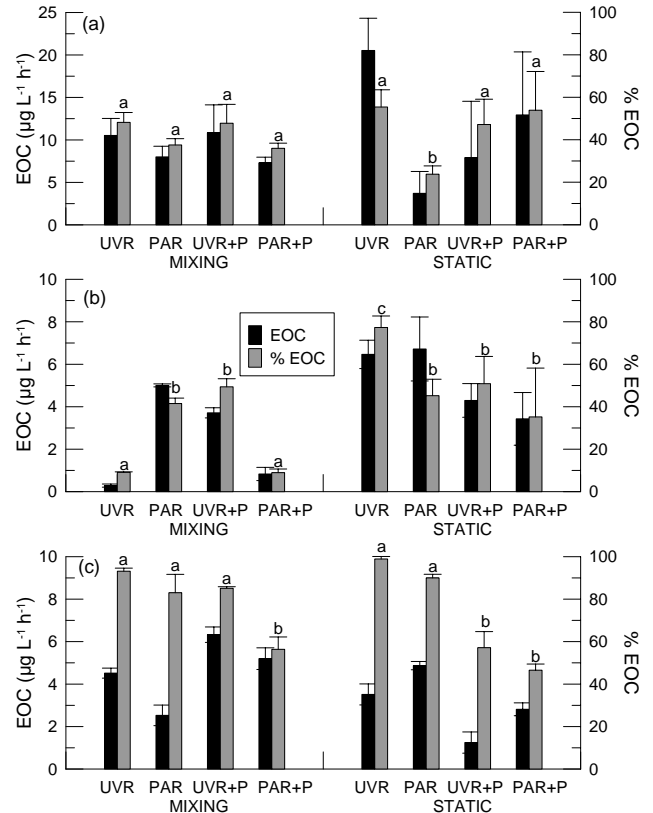 (a)
EOC (µg L⁻¹ h⁻¹)
25
20
15
10
5
0
100
80
60
40
20
0
% EOC
a a a a a b a a
UVR PAR UVR+P PAR+P UVR PAR UVR+P PAR+P
MIXING STATIC
(b)
EOC (µg L⁻¹ h⁻¹)
10
8
6
4
2
0
100
80
60
40
20
0
% EOC
EOC
% EOC
a b b a c b b b
UVR PAR UVR+P PAR+P UVR PAR UVR+P PAR+P
MIXING STATIC
(c)
EOC (µg L⁻¹ h⁻¹)
10
8
6
4
2
0
100
80
60
40
20
0
% EOC
a a a b a a b b
UVR PAR UVR+P PAR+P UVR PAR UVR+P PAR+P
MIXING STATIC